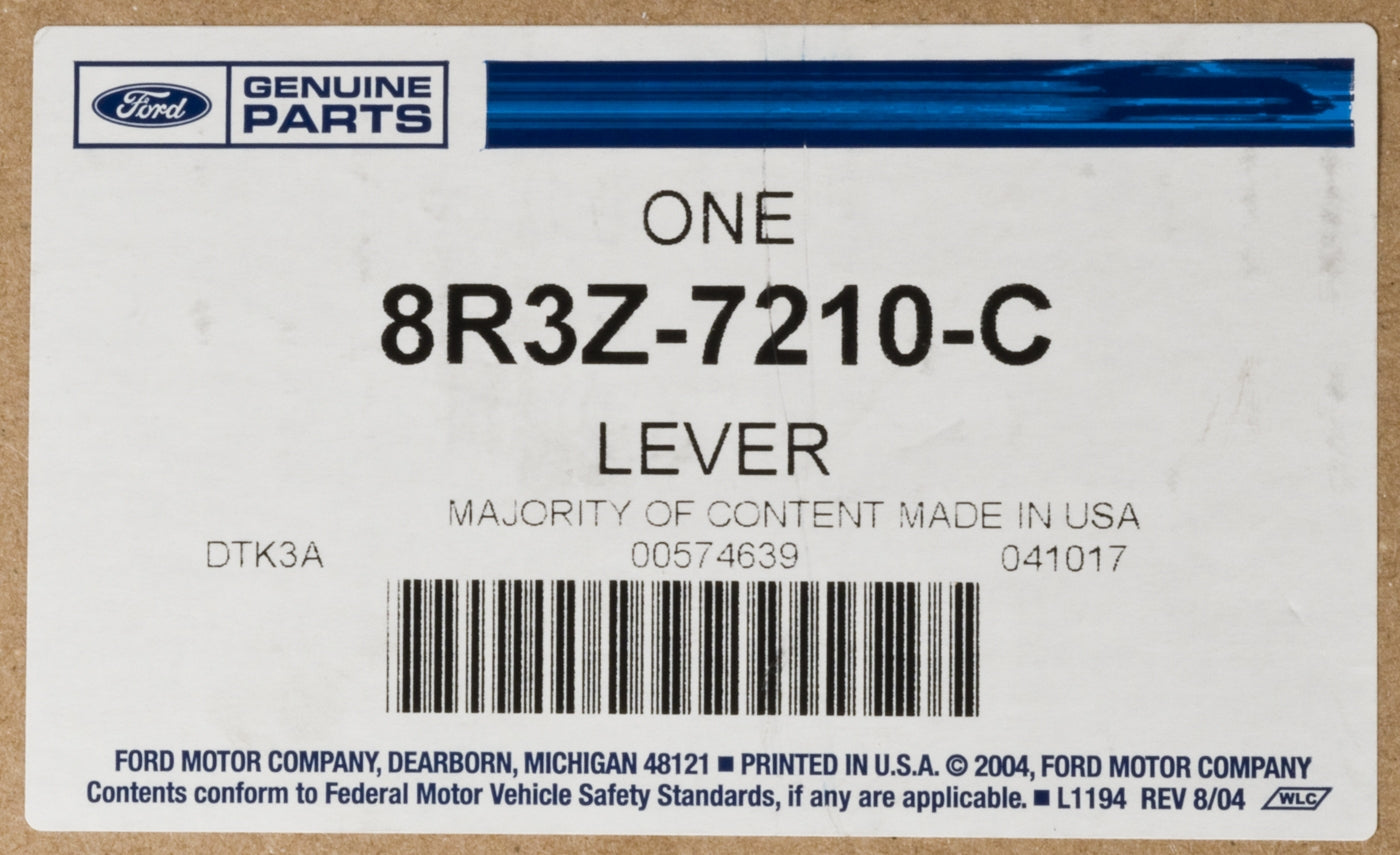 Ford GENUINE
PARTS
ONE
8R3Z-7210-C
LEVER
MAJORITY OF CONTENT MADE IN USA
DTK3A 00574639 041017
FORD MOTOR COMPANY, DEARBORN, MICHIGAN 48121 ■ PRINTED IN U.S.A. © 2004, FORD MOTOR COMPANY
Contents conform to Federal Motor Vehicle Safety Standards, if any are applicable. ■ L1194 REV 8/04 WLC